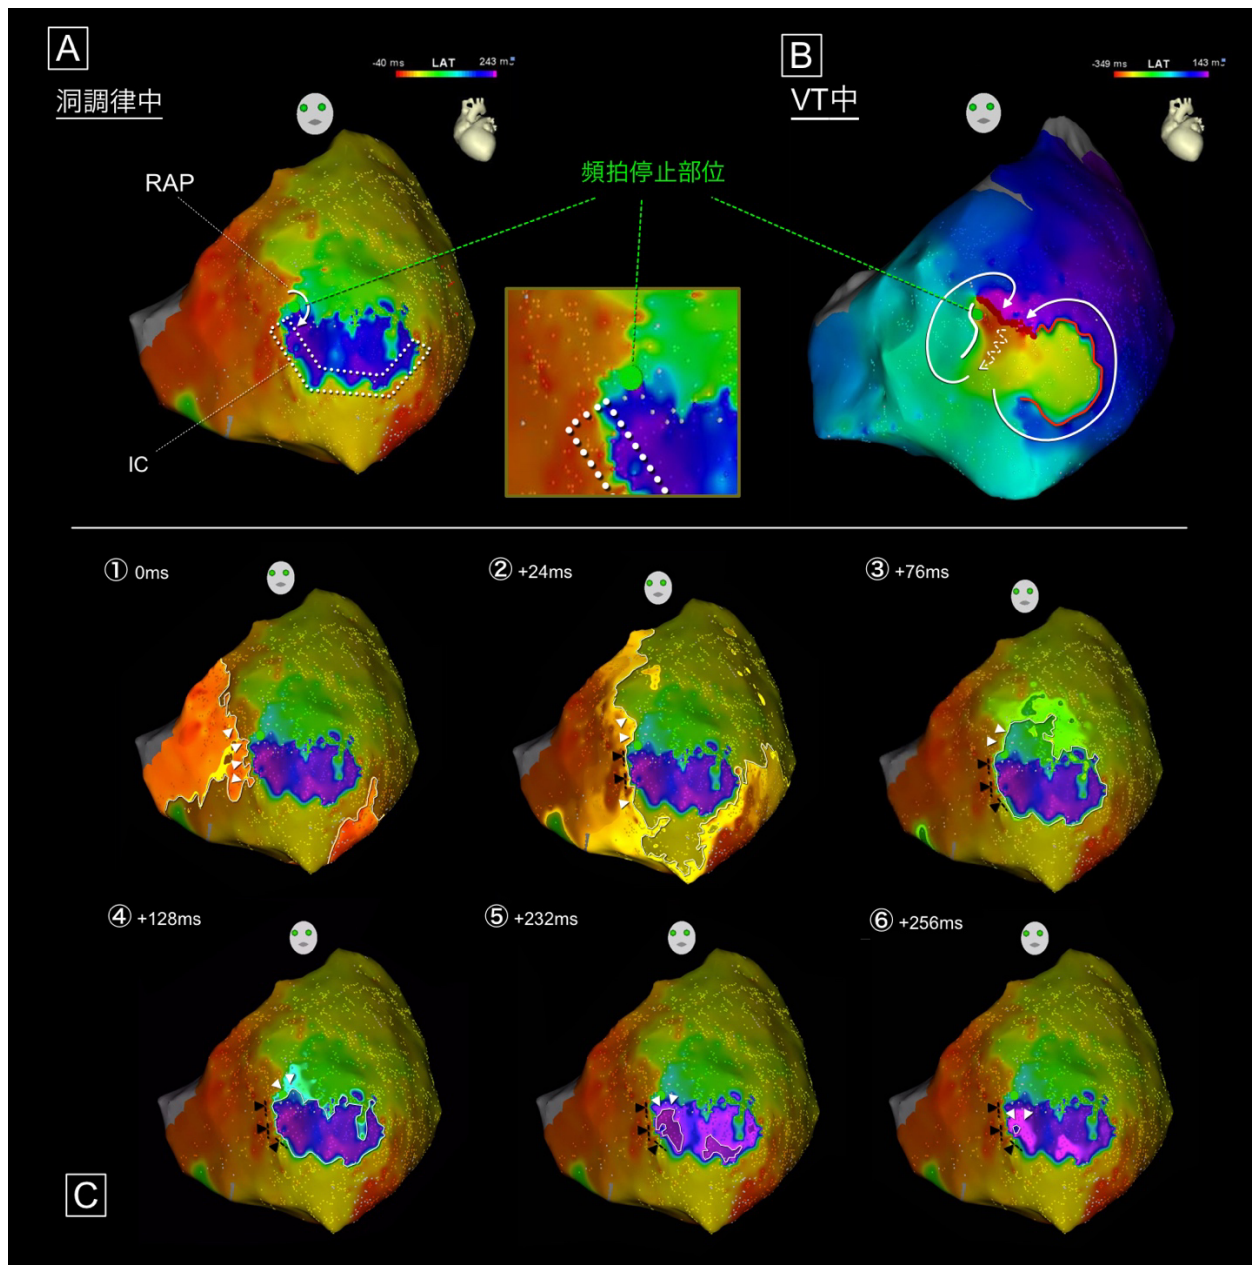 A
-40 ms LAT 243 ms
洞調律中
B
-349 ms LAT 143 ms
VT中
頻拍停止部位
RAP
IC
① 0ms
② +24ms
③ +76ms
④ +128ms
⑤ +232ms
⑥ +256ms
C